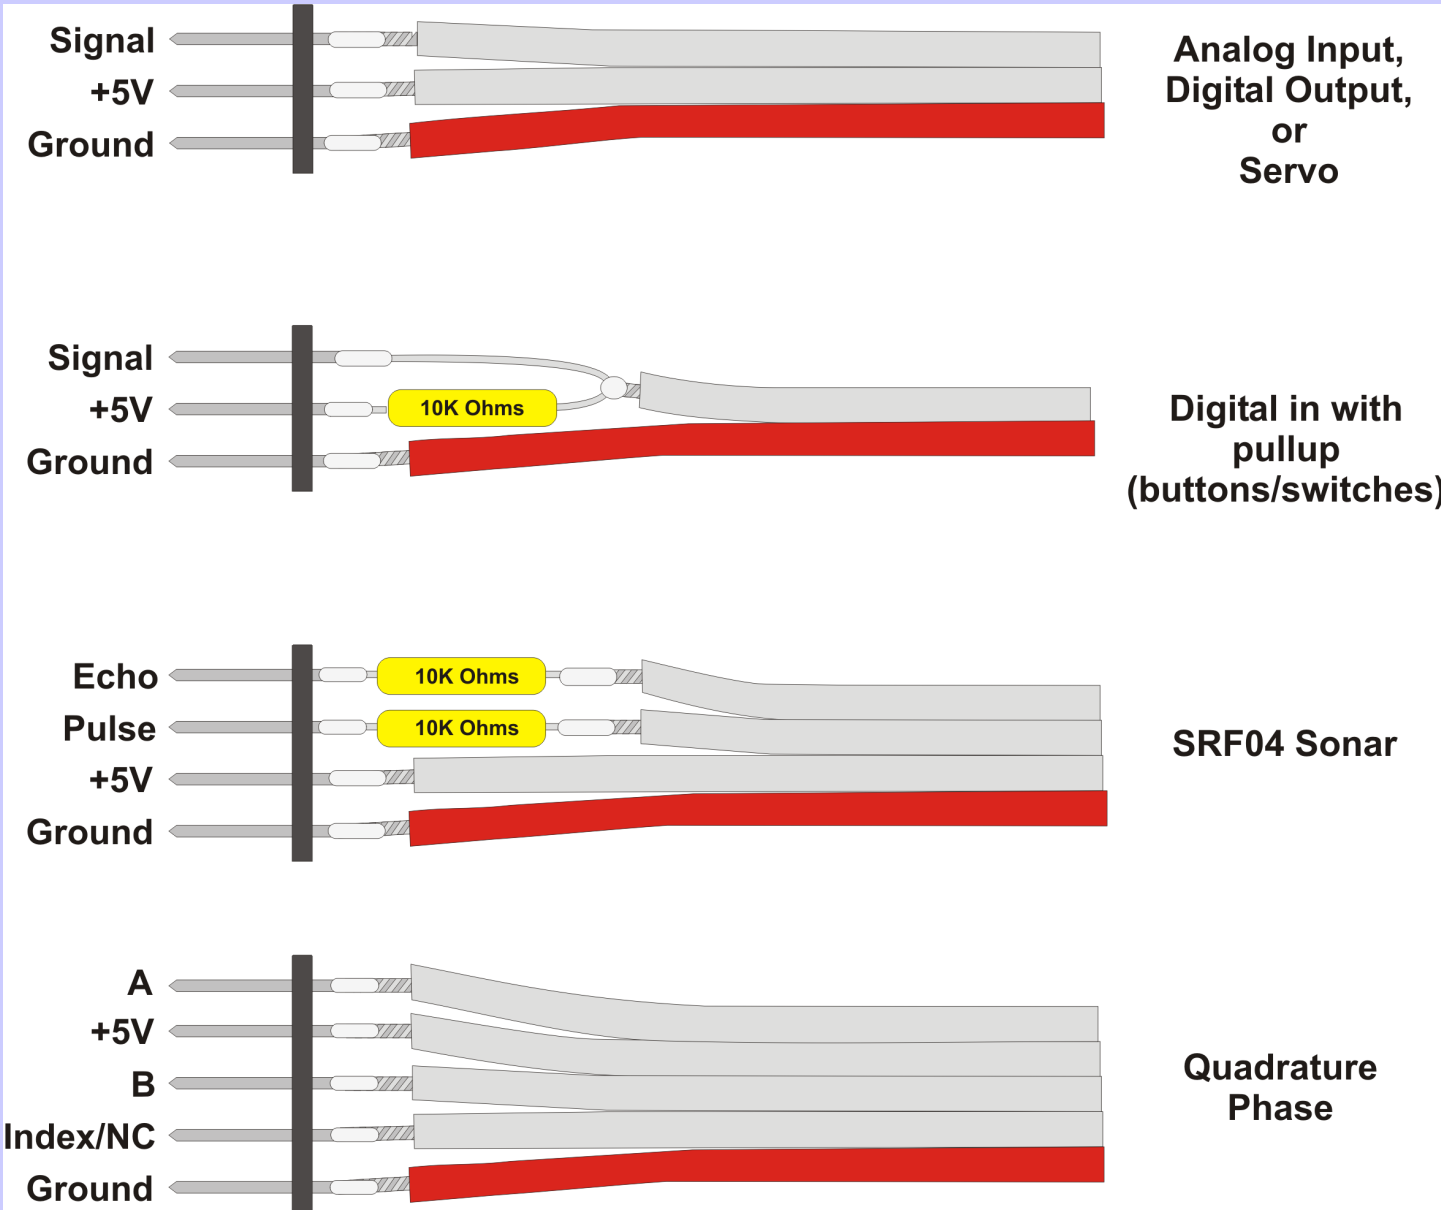 Signal
+5V
Ground
Analog Input,
Digital Output,
or
Servo
Signal
+5V
10K Ohms
Ground
Digital in with
pullup
(buttons/switches)
Echo
10K Ohms
Pulse
10K Ohms
+5V
Ground
SRF04 Sonar
A
+5V
B
Index/NC
Ground
Quadrature
Phase